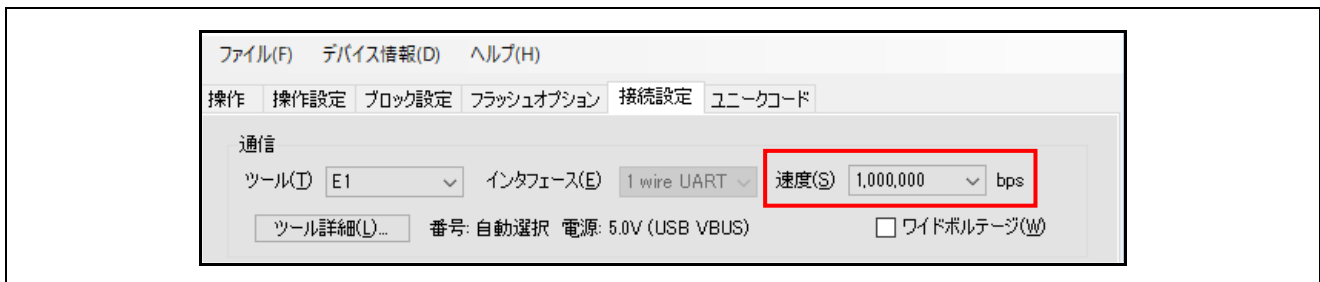 ファイル(F) デバイス情報(D) ヘルプ(H)
操作 操作設定 ブロック設定 フラッシュオプション 接続設定 ユニークコード
通信
ツール(T) E1 インタフェース(E) 1 wire UART 速度(S) 1,000,000 bps
ツール詳細(L)... 番号: 自動選択 電源: 5.0V (USB VBUS) ワイドボルテージ(W)